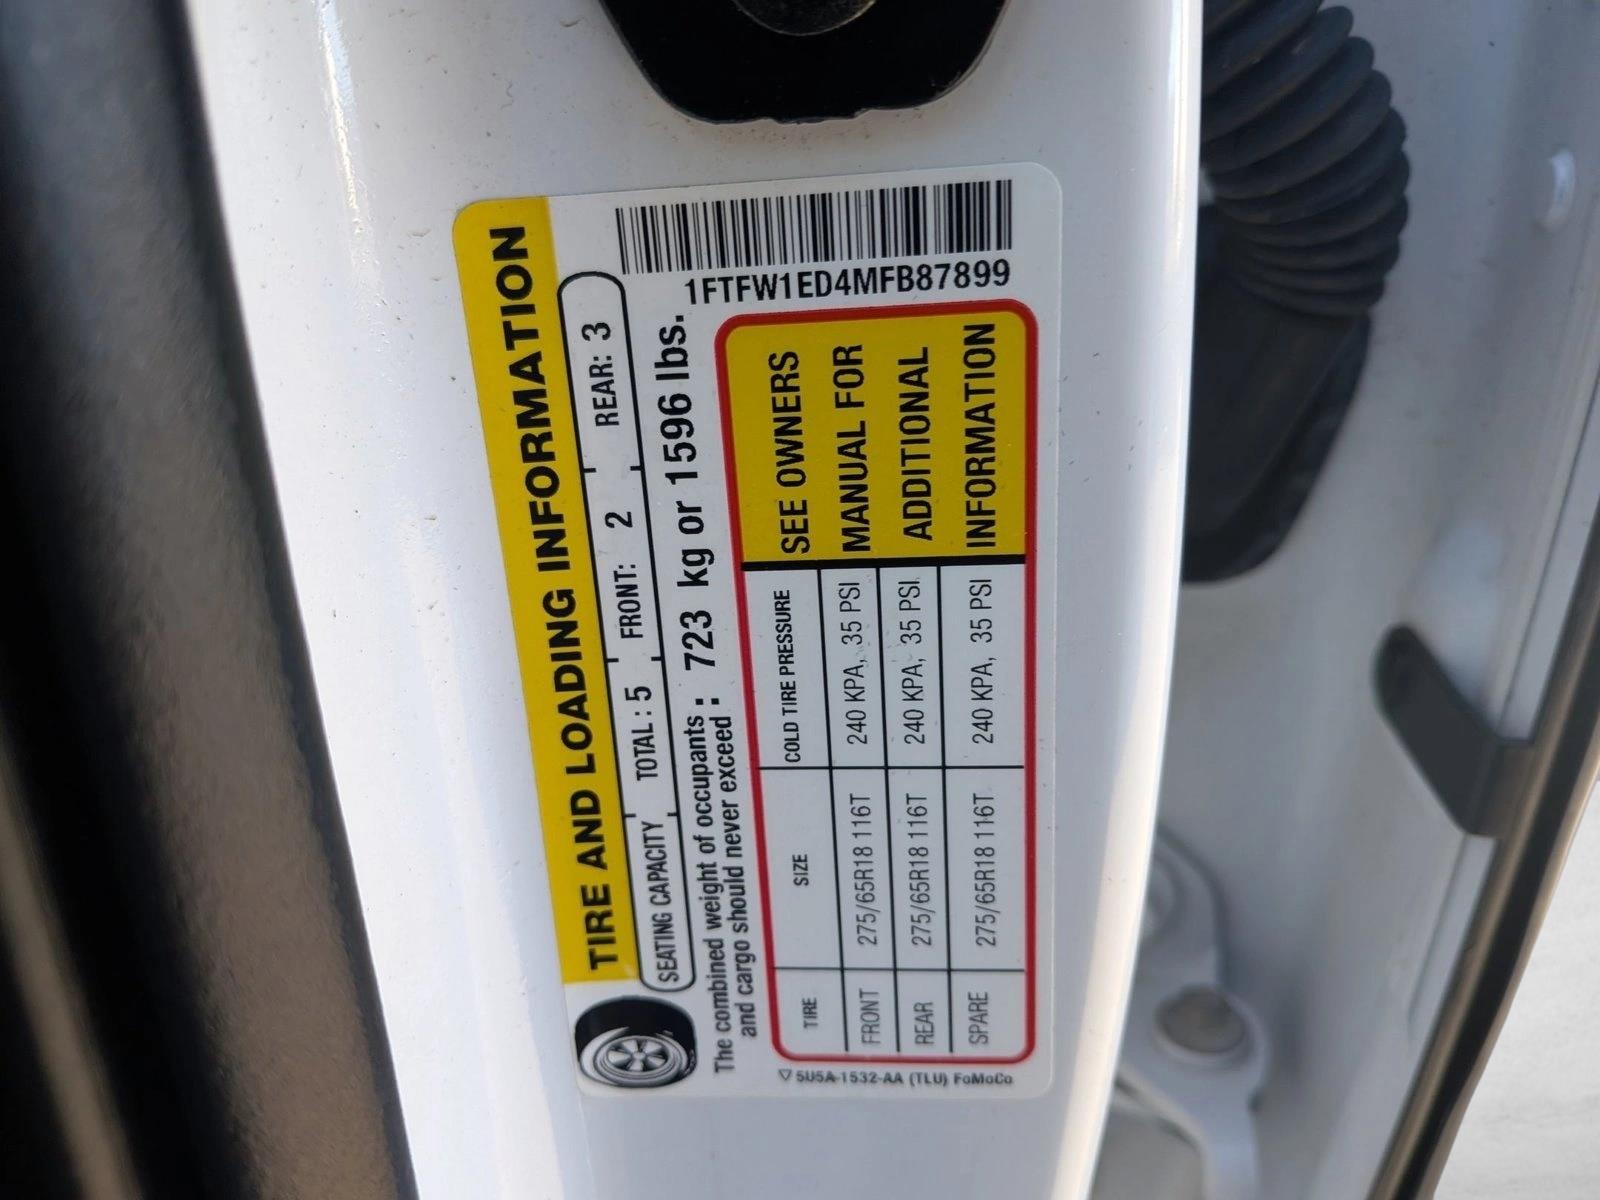 TIRE AND LOADING INFORMATION
SEATING CAPACITY TOTAL: 5 FRONT: 2 REAR: 3
The combined weight of occupants
and cargo should never exceed : 723 kg or 1596 lbs.
1FTFW1ED4MFB87899
TIRE SIZE COLD TIRE PRESSURE
FRONT 275/65R18 116T 240 KPA, 35 PSI
REAR 275/65R18 116T 240 KPA, 35 PSI
SPARE 275/65R18 116T 240 KPA, 35 PSI
SEE OWNERS
MANUAL FOR
ADDITIONAL
INFORMATION
5U5A-1532-AA (TLU) FoMoCo